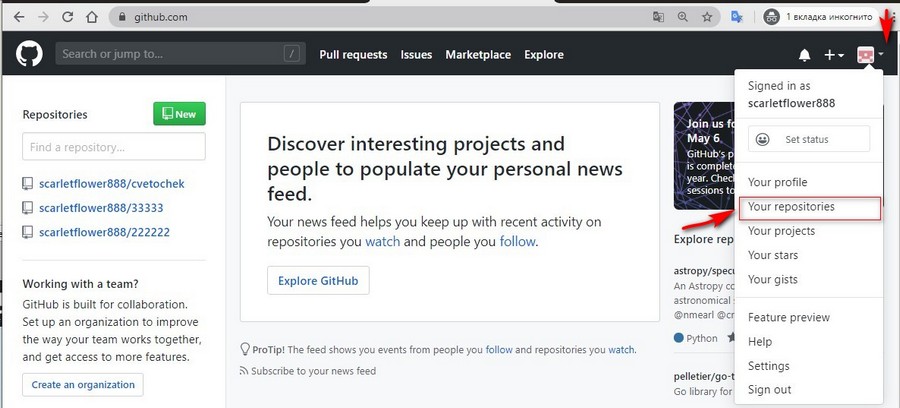 github.com
1 вкладка инкогнито
Search or jump to...
/
Pull requests
Issues
Marketplace
Explore
Repositories
New
Find a repository...
scarletflower888/cvetochek
scarletflower888/33333
scarletflower888/222222
Working with a team?
GitHub is built for collaboration.
Set up an organization to improve
the way your team works together,
and get access to more features.
Create an organization
Discover interesting projects and
people to populate your personal news
feed.
Your news feed helps you keep up with recent activity on
repositories you watch and people you follow.
Explore GitHub
ProTip! The feed shows you events from people you follow and repositories you watch.
Subscribe to your news feed
Join us fo
May 6
GitHub's p
is complete
year. Check
sessions to
Explore rep
astropy/specu
An Astropy co
astronomical s
@nmearl @cr
Python
pelletier/go-t
Go library for
Signed in as
scarletflower888
Set status
Your profile
Your repositories
Your projects
Your stars
Your gists
Feature preview
Help
Settings
Sign out